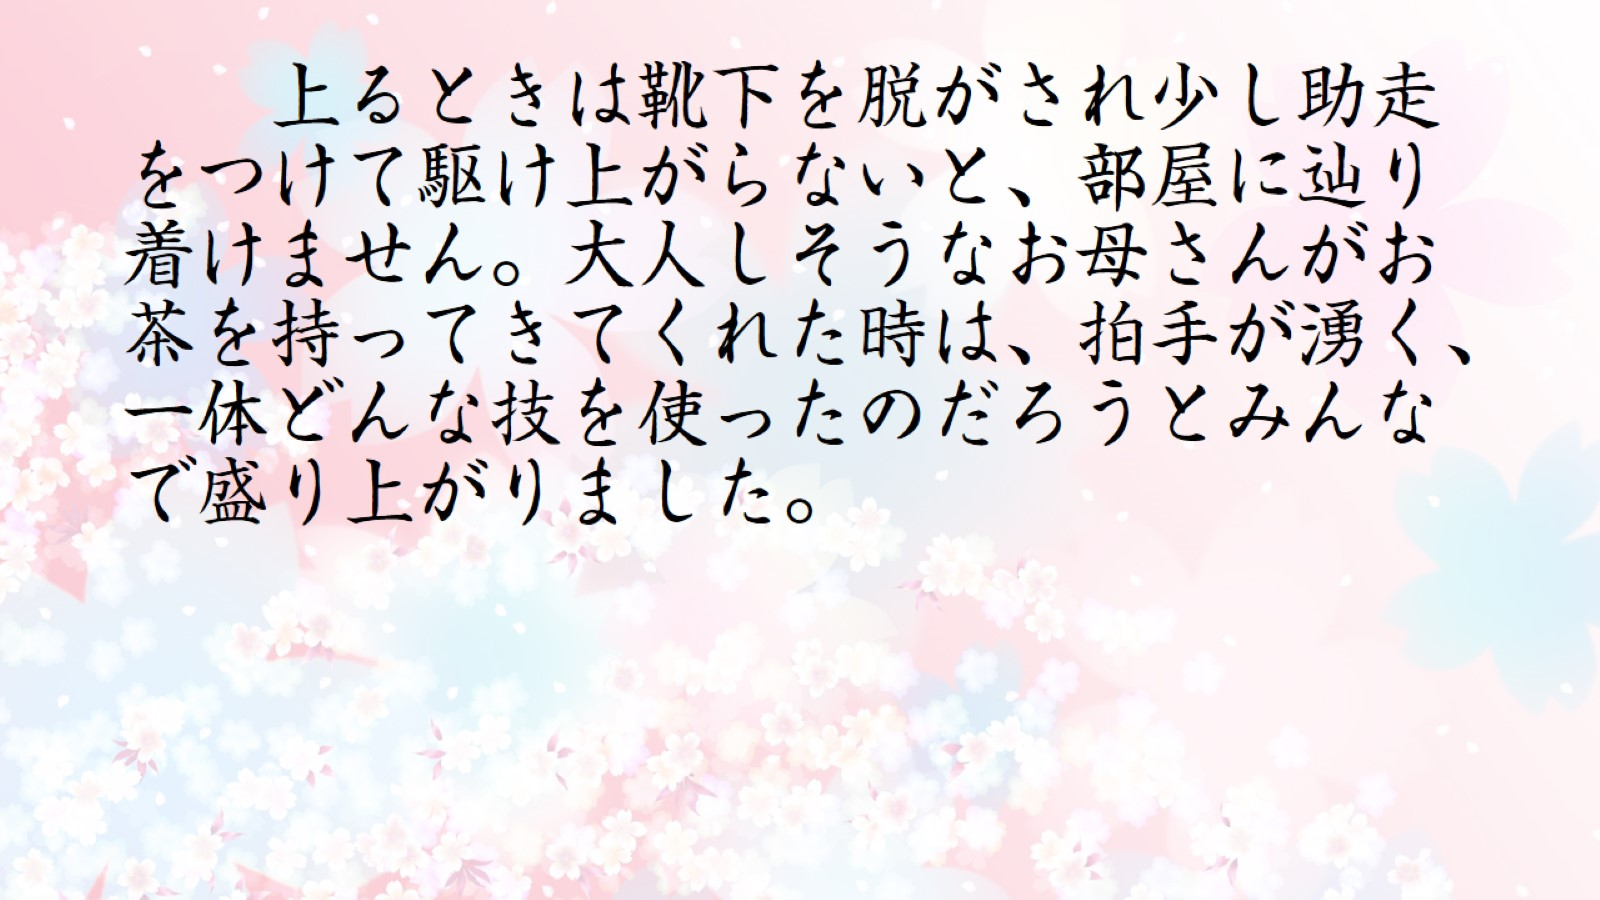 上るときは靴下を脱がされ少し助走
をつけて駆け上がらないと、部屋に辿り
着けません。大人しそうなお母さんがお
茶を持ってきてくれた時は、拍手が湧く、
一体どんな技を使ったのだろうとみんな
で盛り上がりました。